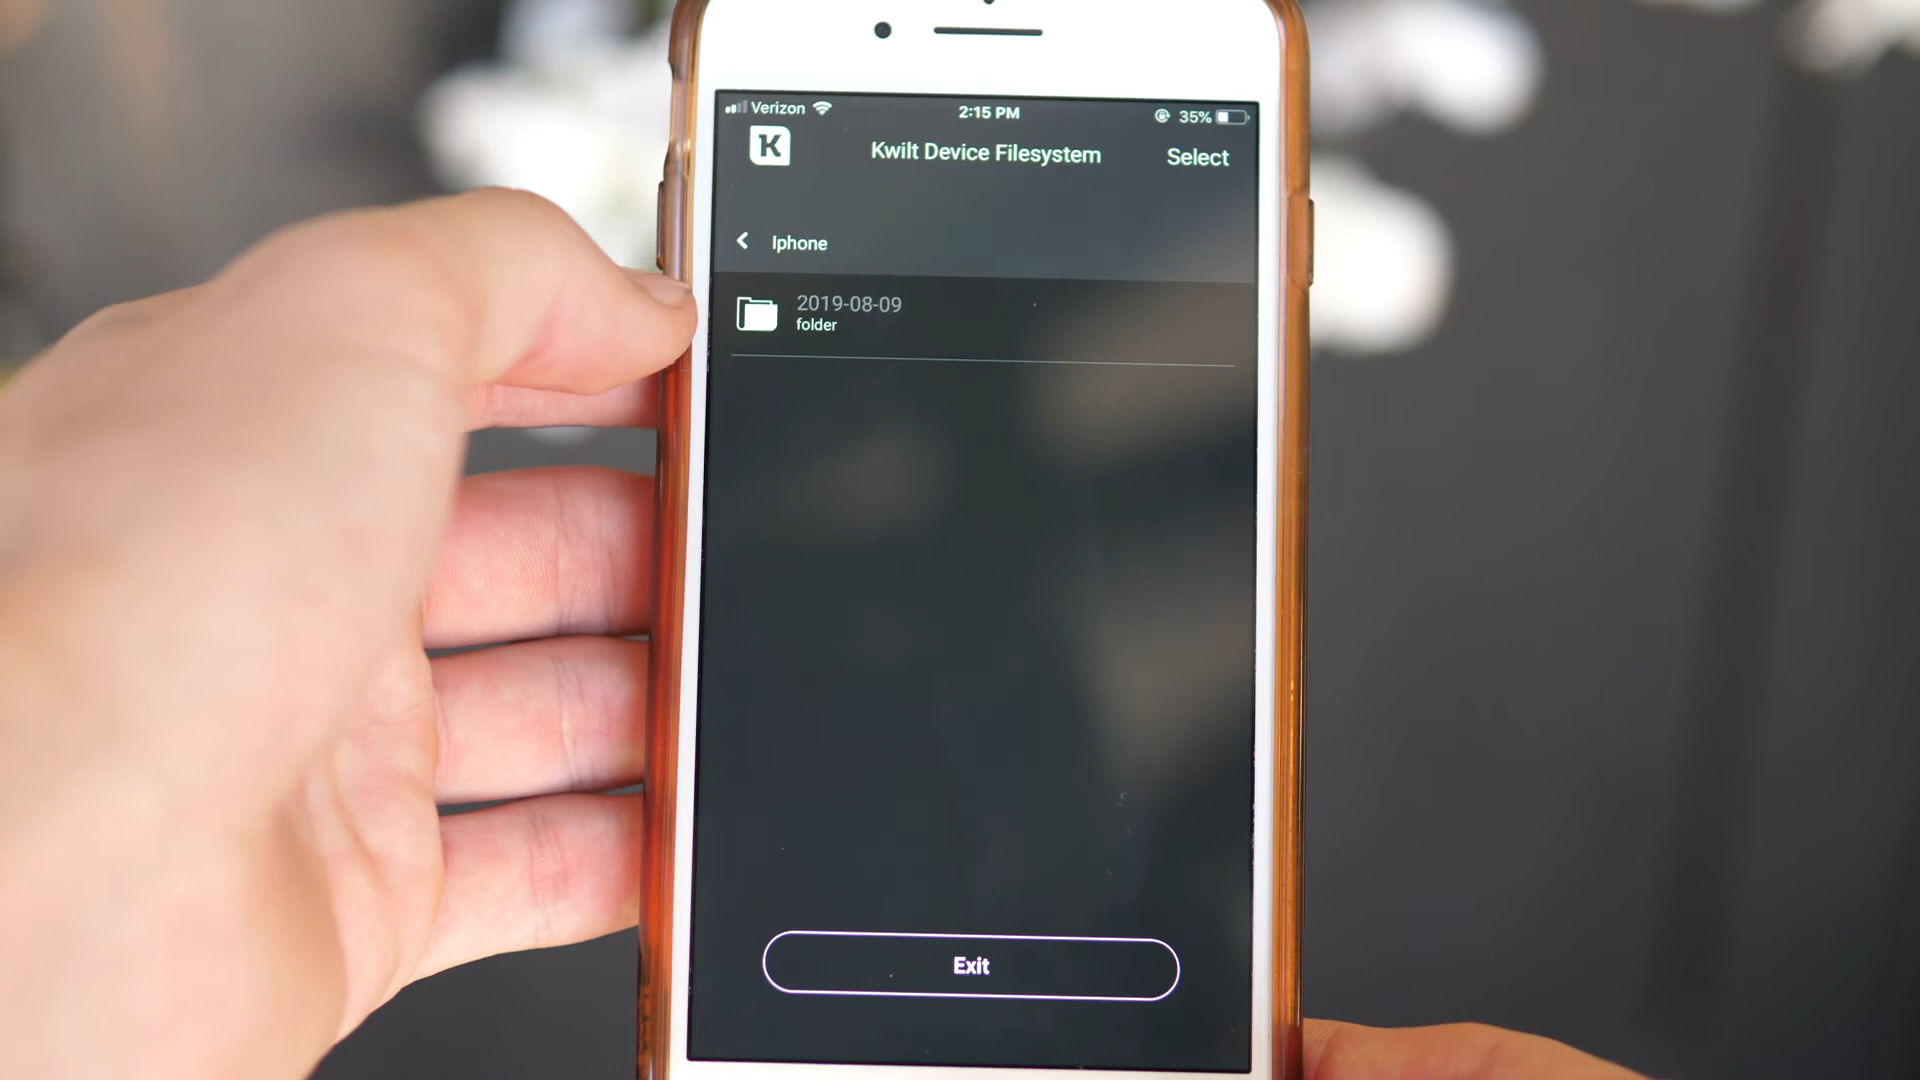 Verizon 2:15 PM 35%
K Kwilt Device Filesystem Select
Iphone
2019-08-09
folder
Exit